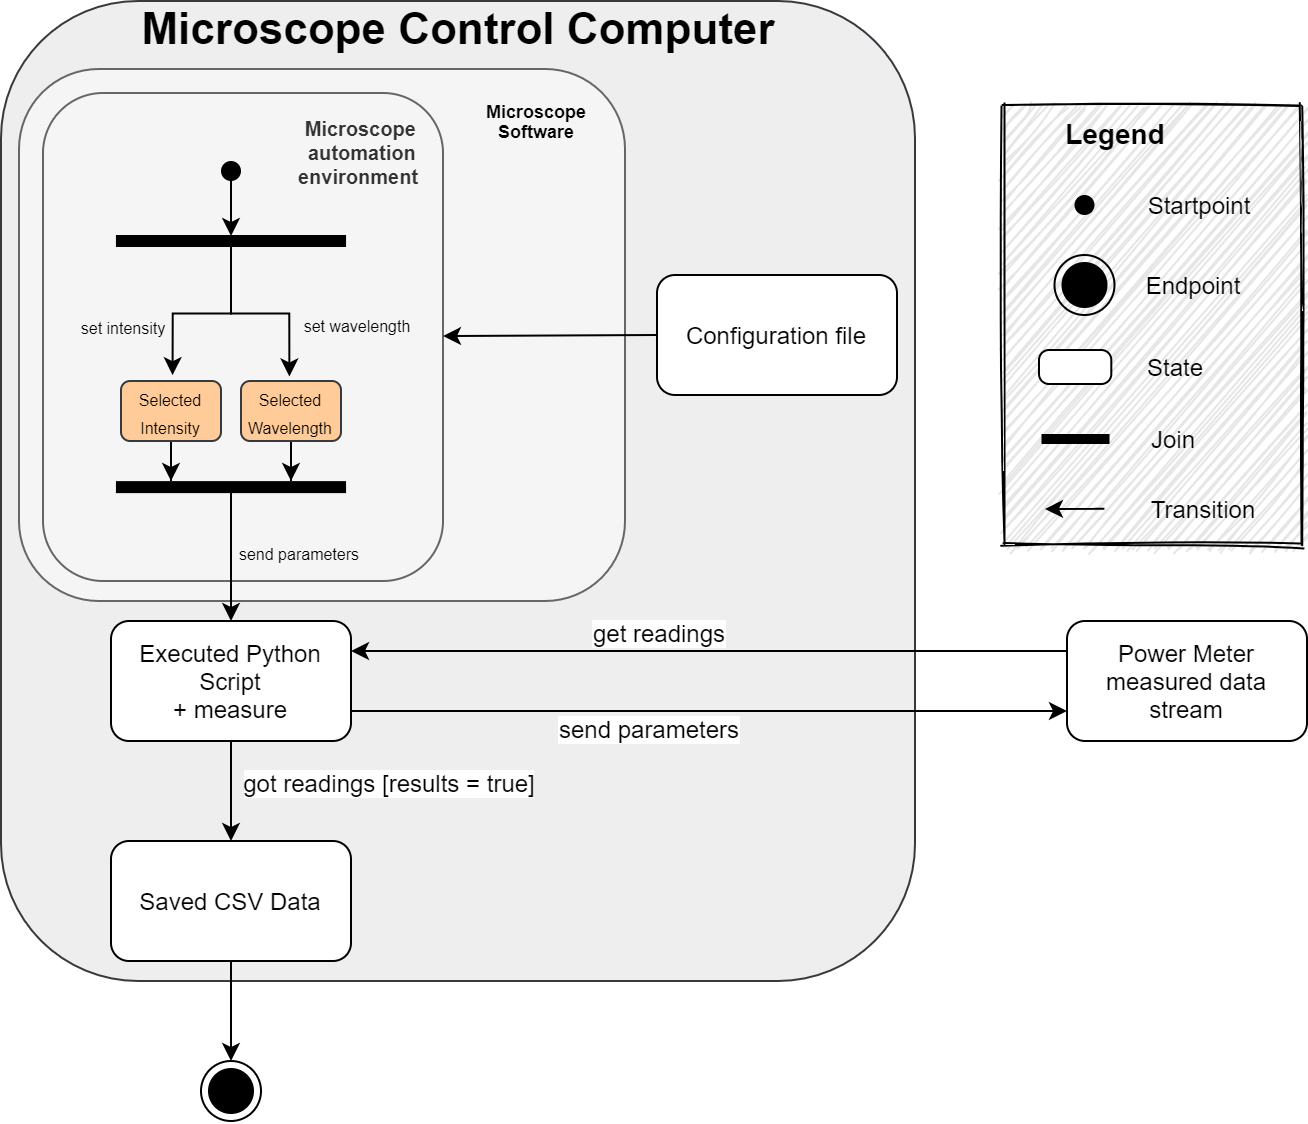 Microscope Control Computer
Microscope
Software
Microscope
automation
environment
set intensity
set wavelength
Selected
Intensity
Selected
Wavelength
send parameters
Configuration file
Legend
Startpoint
Endpoint
State
Join
Transition
Executed Python
Script
+ measure
get readings
send parameters
Power Meter
measured data
stream
got readings [results = true]
Saved CSV Data